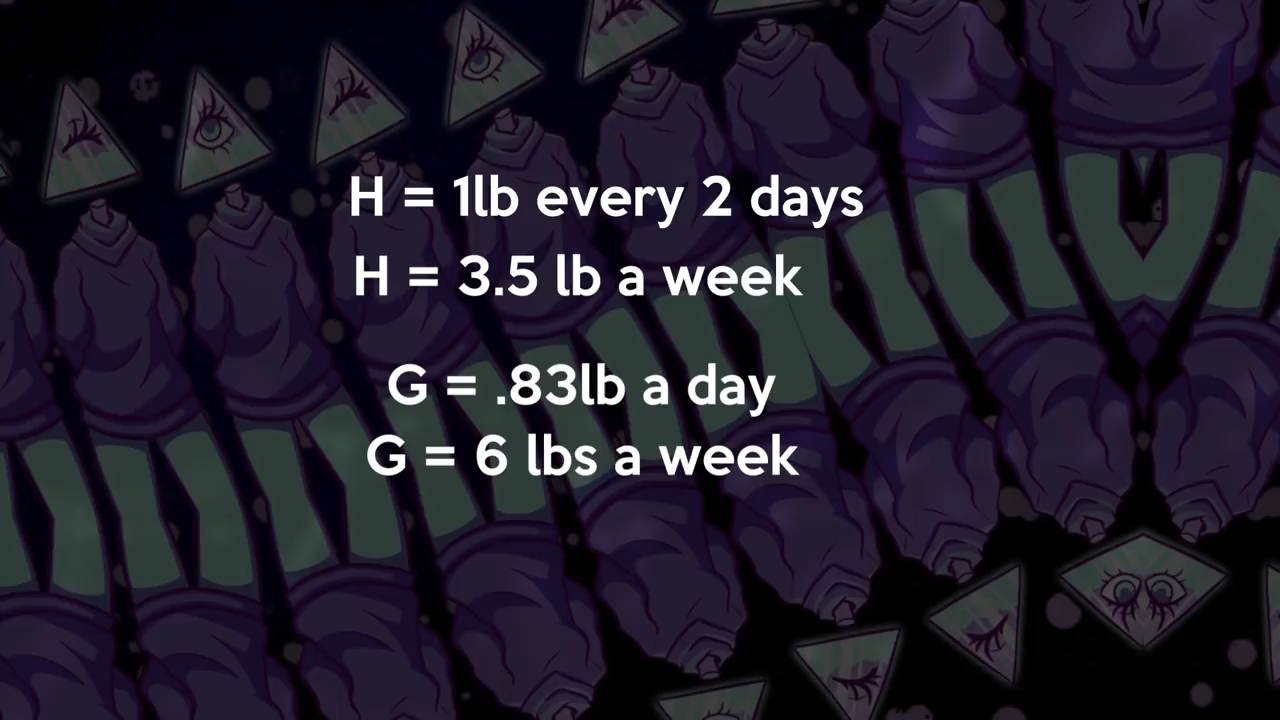 H = 1lb every 2 days
H = 3.5 lb a week
G = .83lb a day
G = 6 lbs a week